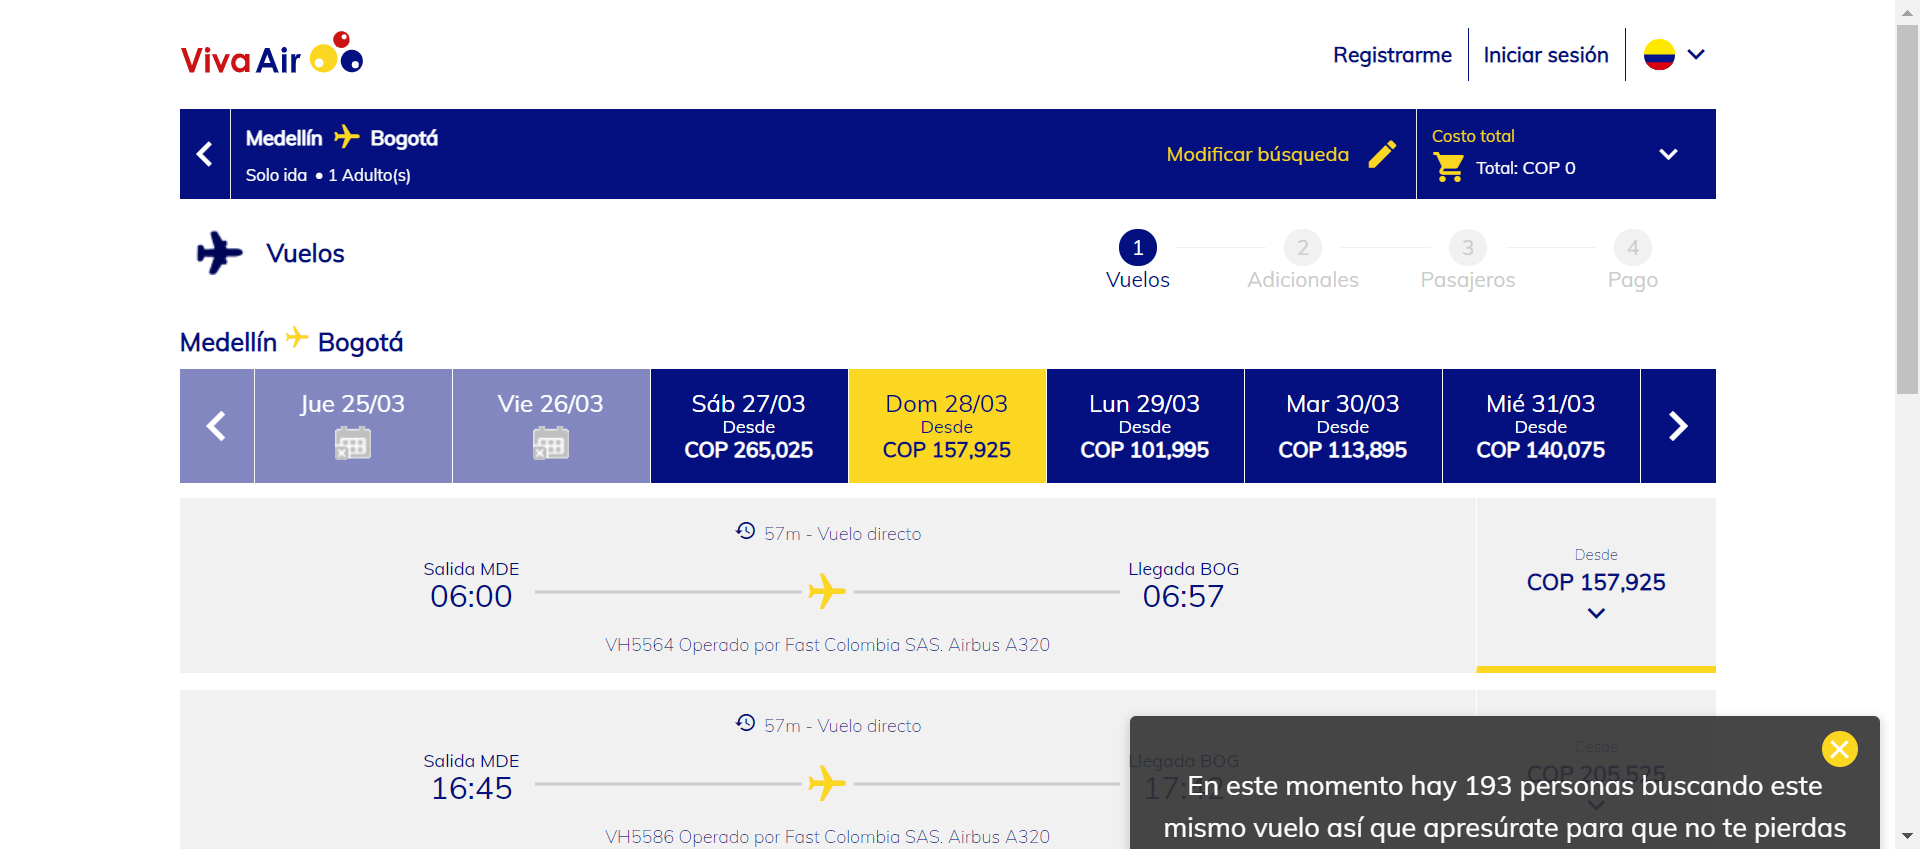 Viva Air
Registrarme
Iniciar sesión
Medellín Bogotá
Solo ida • 1 Adulto(s)
Modificar búsqueda
Costo total
Total: COP 0
Vuelos
1 2 3 4
Vuelos Adicionales Pasajeros Pago
Medellín Bogotá
Jue 25/03
Vie 26/03
Sáb 27/03
Desde
COP 265,025
Dom 28/03
Desde
COP 157,925
Lun 29/03
Desde
COP 101,995
Mar 30/03
Desde
COP 113,895
Mié 31/03
Desde
COP 140,075
57m - Vuelo directo
Salida MDE
06:00
Llegada BOG
06:57
VH5564 Operado por Fast Colombia SAS. Airbus A320
Desde
COP 157,925
57m - Vuelo directo
Salida MDE
16:45
Llegada BOG
17:42
VH5586 Operado por Fast Colombia SAS. Airbus A320
Desde
COP 205,525
En este momento hay 193 personas buscando este
mismo vuelo así que apresúrate para que no te pierdas